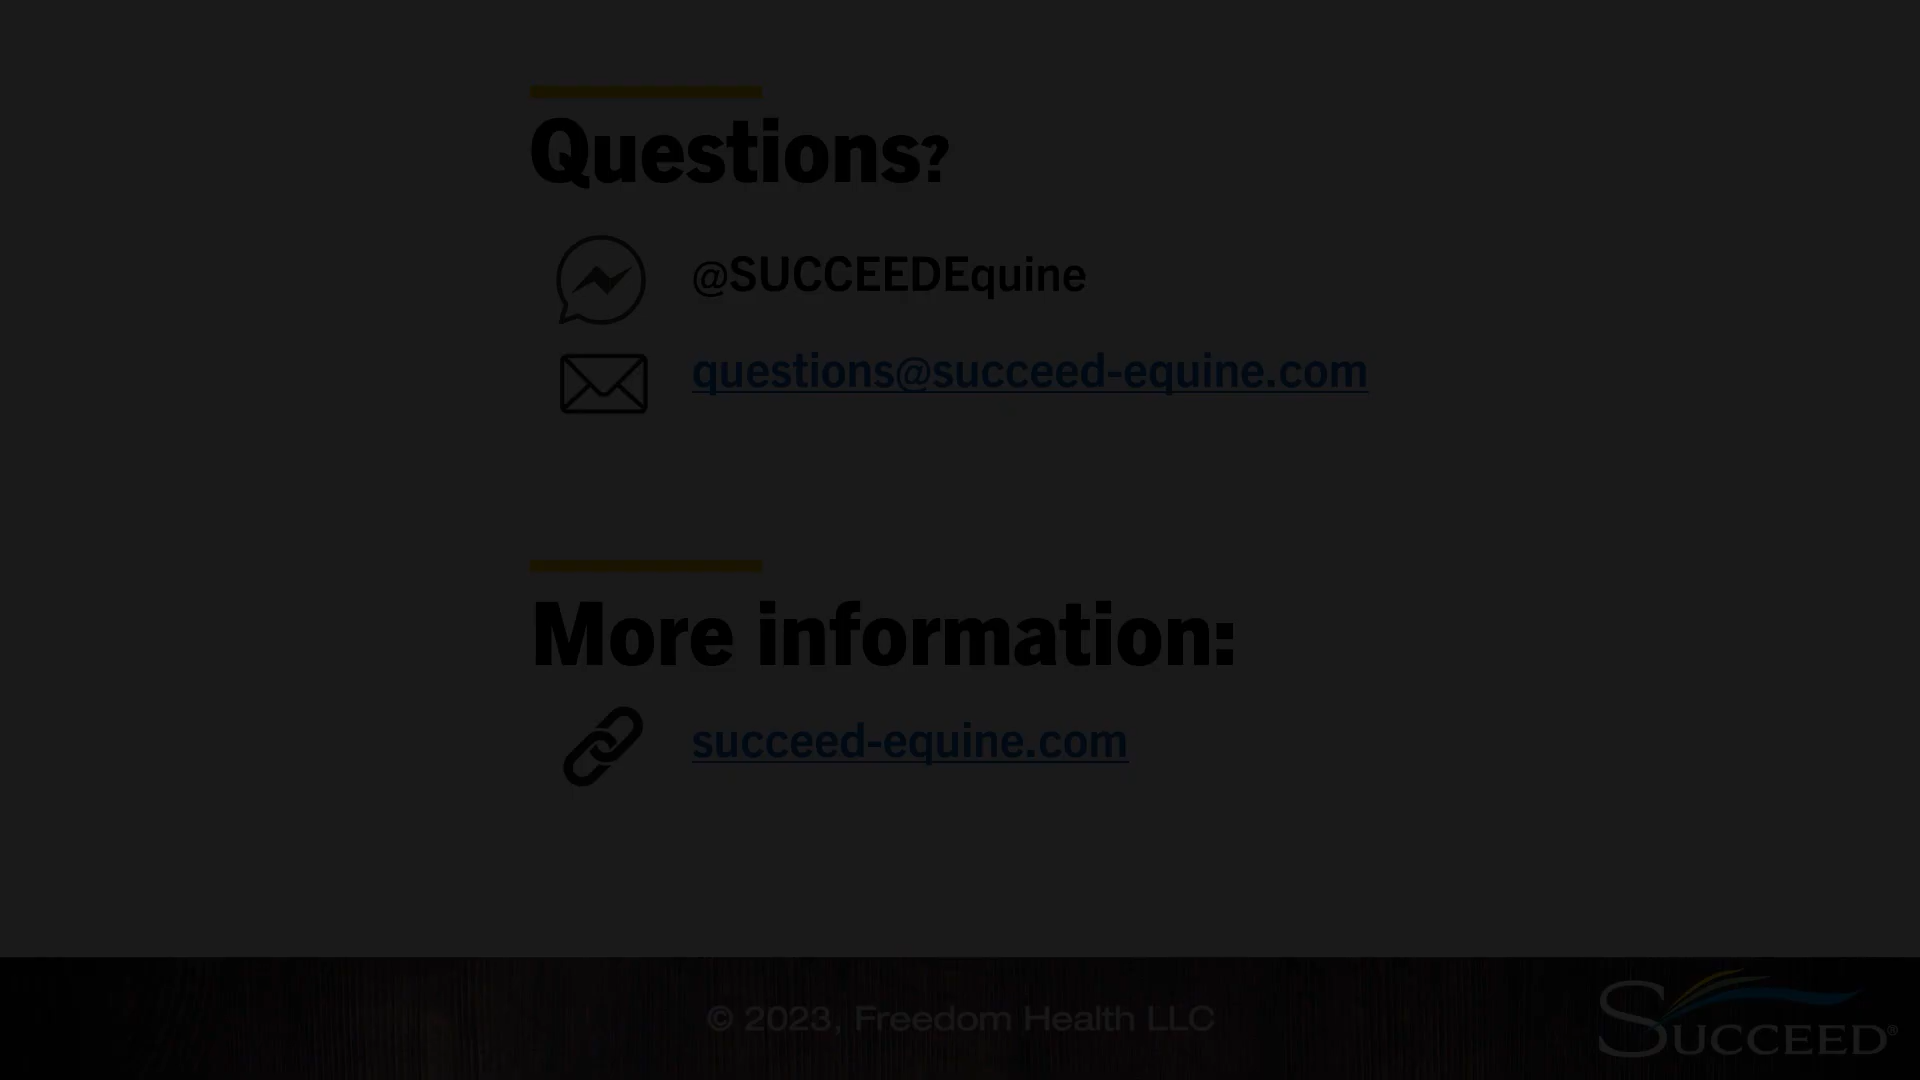 Questions?
@SUCCEEDEquine
questions@succeed-equine.com
More information:
succeed-equine.com
© 2023, Freedom Health LLC
SUCCEED®